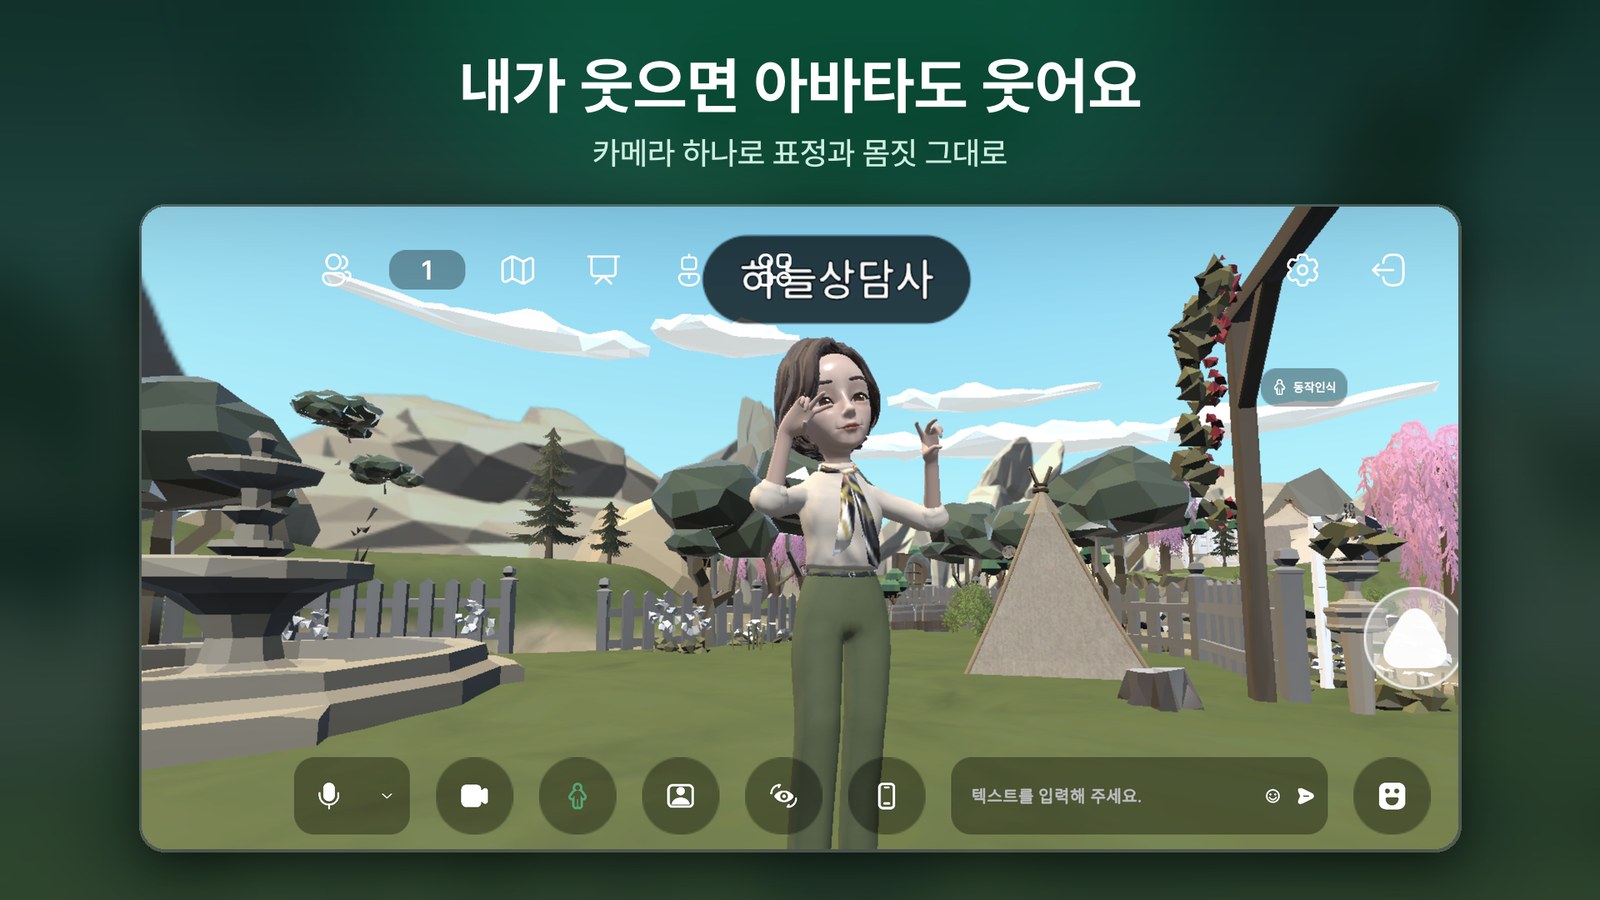 내가 웃으면 아바타도 웃어요
카메라 하나로 표정과 몸짓 그대로
1
하늘상담사
동작인식
텍스트를 입력해 주세요.